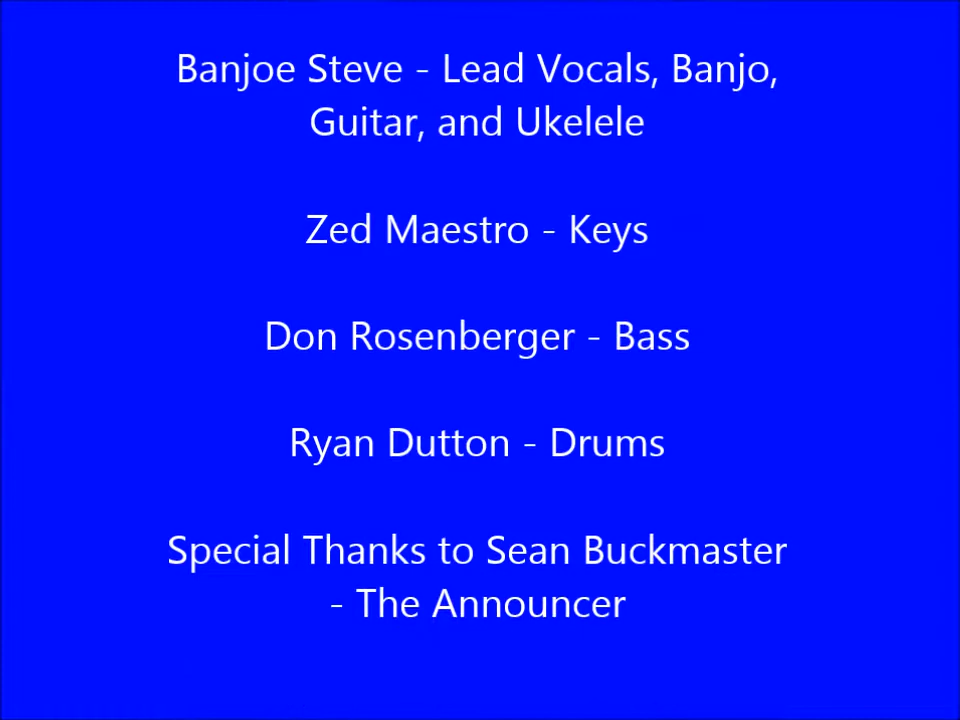 Banjoe Steve - Lead Vocals, Banjo,
Guitar, and Ukelele
Zed Maestro - Keys
Don Rosenberger - Bass
Ryan Dutton - Drums
Special Thanks to Sean Buckmaster
- The Announcer